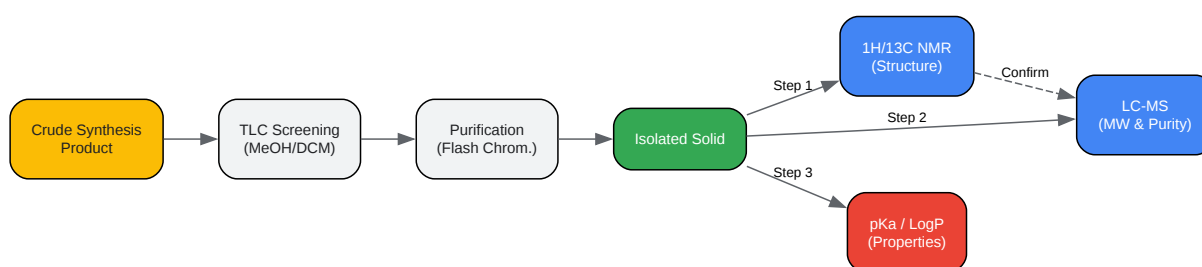 Crude Synthesis
Product
TLC Screening
(MeOH/DCM)
Purification
(Flash Chrom.)
Isolated Solid
Step 1
1H/13C NMR
(Structure)
Confirm
Step 2
LC-MS
(MW & Purity)
Step 3
pKa / LogP
(Properties)